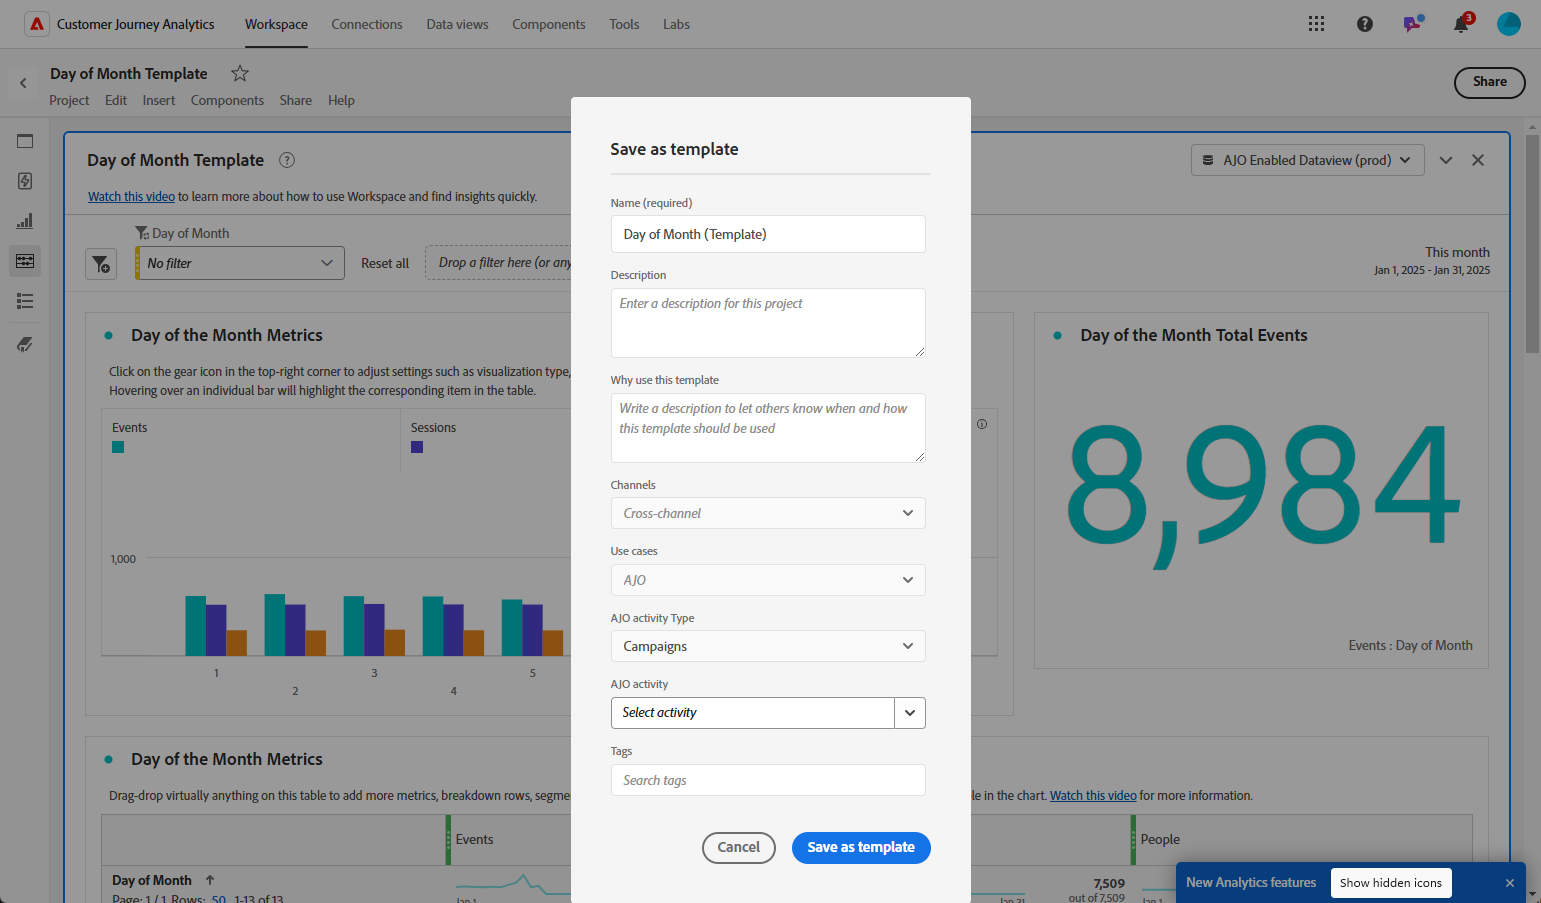 Customer Journey Analytics
Workspace
Connections
Data views
Components
Tools
Labs
3
Day of Month Template
Project
Edit
Insert
Components
Share
Help
Share
Day of Month Template
?
AJO Enabled Dataview (prod)
Watch this video to learn more about how to use Workspace and find insights quickly.
Day of Month
No filter
Reset all
Drop a filter here (or any
This month
Jan 1, 2025 - Jan 31, 2025
Day of the Month Metrics
Click on the gear icon in the top-right corner to adjust settings such as visualization type,
Hovering over an individual bar will highlight the corresponding item in the table.
Events
Sessions
1,000
1
2
3
4
5
Day of the Month Total Events
8,984
Events : Day of Month
Day of the Month Metrics
Drag-drop virtually anything on this table to add more metrics, breakdown rows, segme
le in the chart. Watch this video for more information.
Events
People
Day of Month
Page: 1 / 1 Rows: 50 1-13 of 13
Jan 1
Jan 31
7,509
out of 7,509
Jan 1
Save as template
Name (required)
Day of Month (Template)
Description
Enter a description for this project
Why use this template
Write a description to let others know when and how
this template should be used
Channels
Cross-channel
Use cases
AJO
AJO activity Type
Campaigns
AJO activity
Select activity
Tags
Search tags
Cancel
Save as template
New Analytics features
Show hidden icons